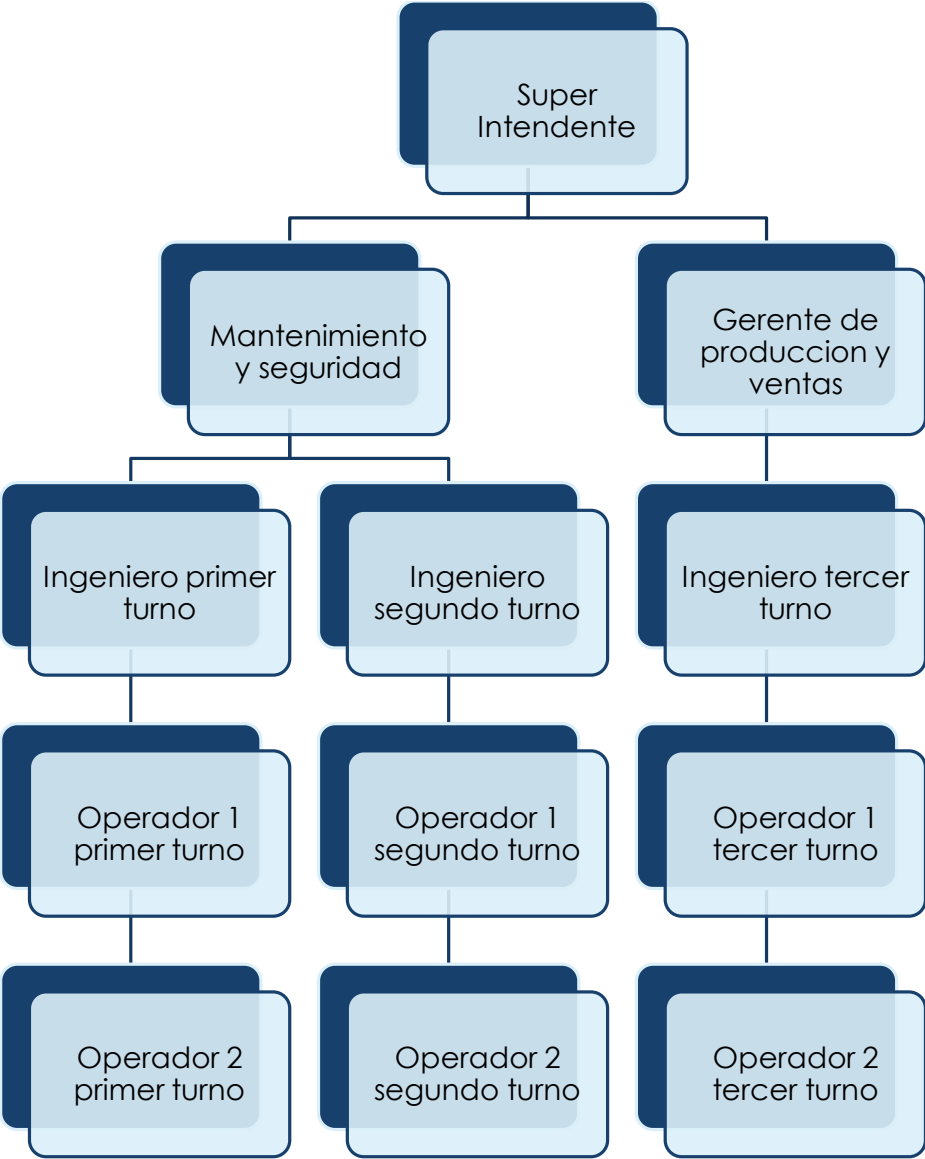 Super
Intendente
Mantenimiento
y seguridad
Gerente de
produccion y
ventas
Ingeniero primer
turno
Ingeniero
segundo turno
Ingeniero tercer
turno
Operador 1
primer turno
Operador 1
segundo turno
Operador 1
tercer turno
Operador 2
primer turno
Operador 2
segundo turno
Operador 2
tercer turno